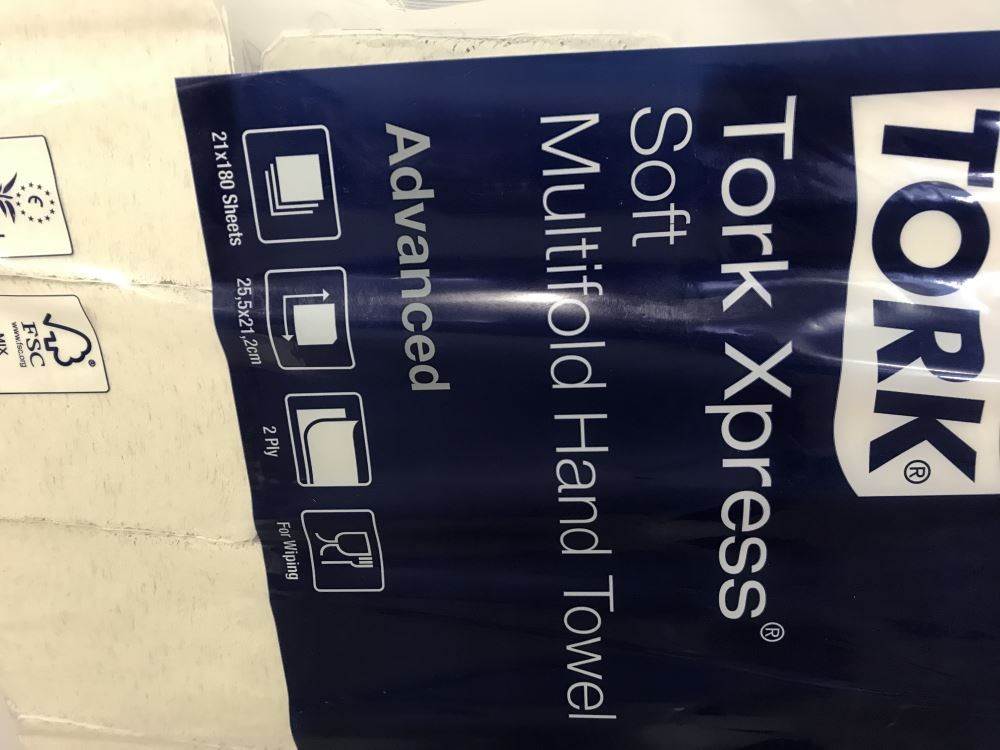 TORK®
Tork Xpress®
Soft
Multifold Hand Towel
Advanced
21x180 Sheets
25,5x21,2cm
2 Ply
For Wiping
FSC
www.fsc.org
MIX